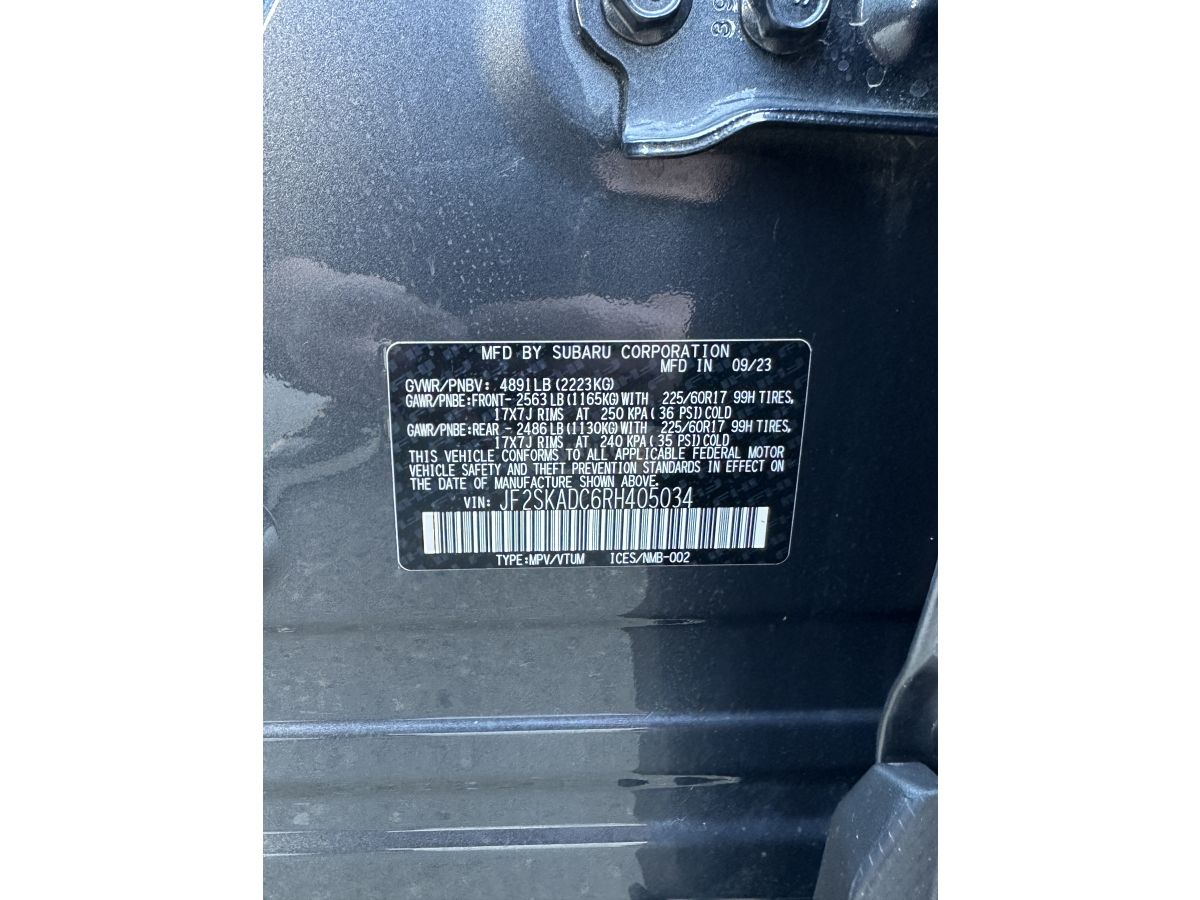 MFD BY SUBARU CORPORATION
MFD IN 09/23
GVWR/PNBV: 4891LB(2223KG)
GAWR/PNBE:FRONT- 2563LB(1165KG)WITH 225/60R17 99H TIRES,
17X7J RIMS AT 250 KPA( 36 PSI)COLD
GAWR/PNBE:REAR - 2486LB(1130KG)WITH 225/60R17 99H TIRES,
17X7J RIMS AT 240 KPA( 35 PSI)COLD
THIS VEHICLE CONFORMS TO ALL APPLICABLE FEDERAL MOTOR
VEHICLE SAFETY AND THEFT PREVENTION STANDARDS IN EFFECT ON
THE DATE OF MANUFACTURE SHOWN ABOVE.
VIN: JF2SKADC6RH405034
TYPE:MPV/VTUM ICES/NMB-002